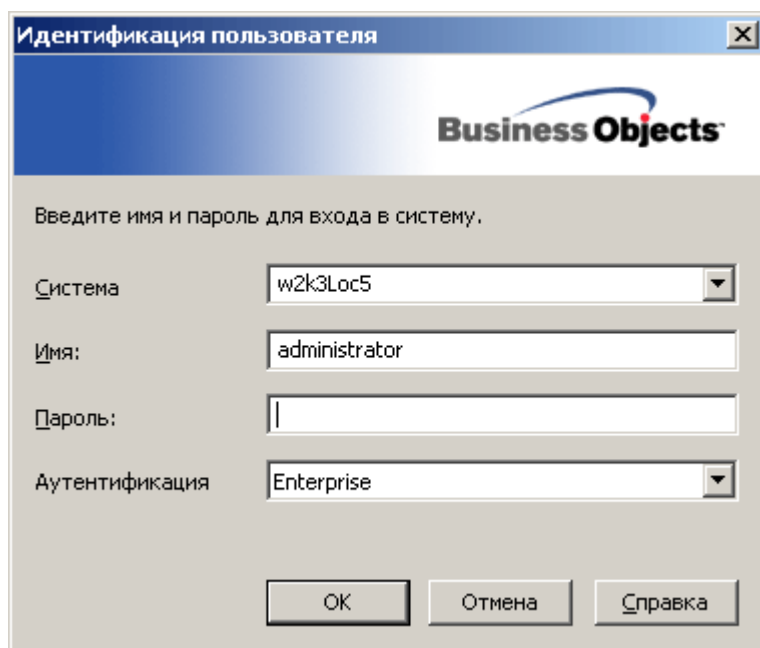 Идентификация пользователя
Business Objects™
Введите имя и пароль для входа в систему.
Система w2k3Loc5
Имя: administrator
Пароль:
Аутентификация Enterprise
OK Отмена Справка